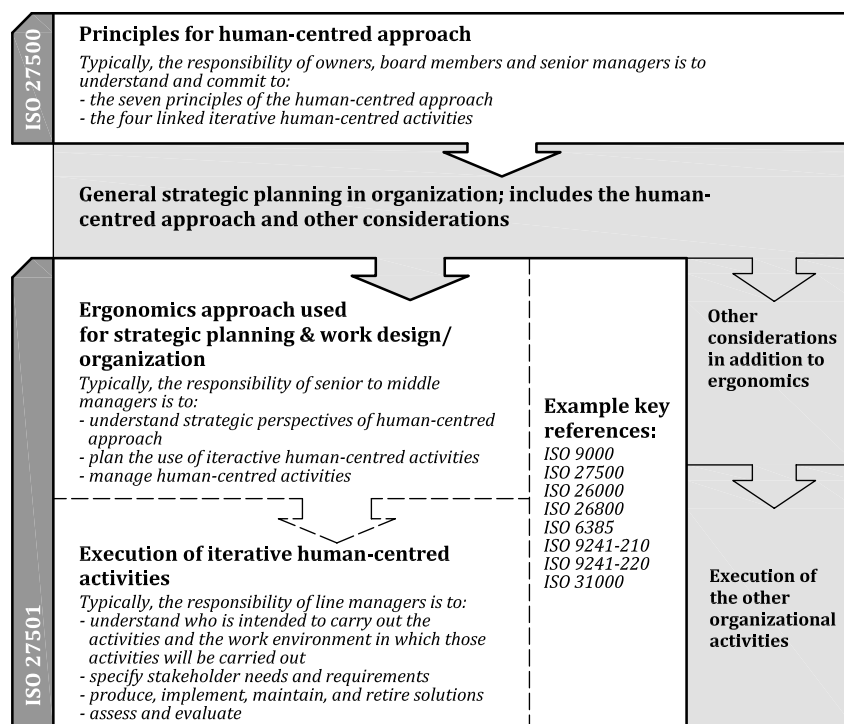 ISO 27500
Principles for human-centred approach
Typically, the responsibility of owners, board members and senior managers is to
understand and commit to:
- the seven principles of the human-centred approach
- the four linked iterative human-centred activities
General strategic planning in organization; includes the human-
centred approach and other considerations
ISO 27501
Ergonomics approach used
for strategic planning & work design/
organization
Typically, the responsibility of senior to middle
managers is to:
- understand strategic perspectives of human-centred
approach
- plan the use of iteractive human-centred activities
- manage human-centred activities
Execution of iterative human-centred
activities
Typically, the responsibility of line managers is to:
- understand who is intended to carry out the
activities and the work environment in which those
activities will be carried out
- specify stakeholder needs and requirements
- produce, implement, maintain, and retire solutions
- assess and evaluate
Example key
references:
ISO 9000
ISO 27500
ISO 26000
ISO 26800
ISO 6385
ISO 9241-210
ISO 9241-220
ISO 31000
Other
considerations
in addition to
ergonomics
Execution of
the other
organizational
activities